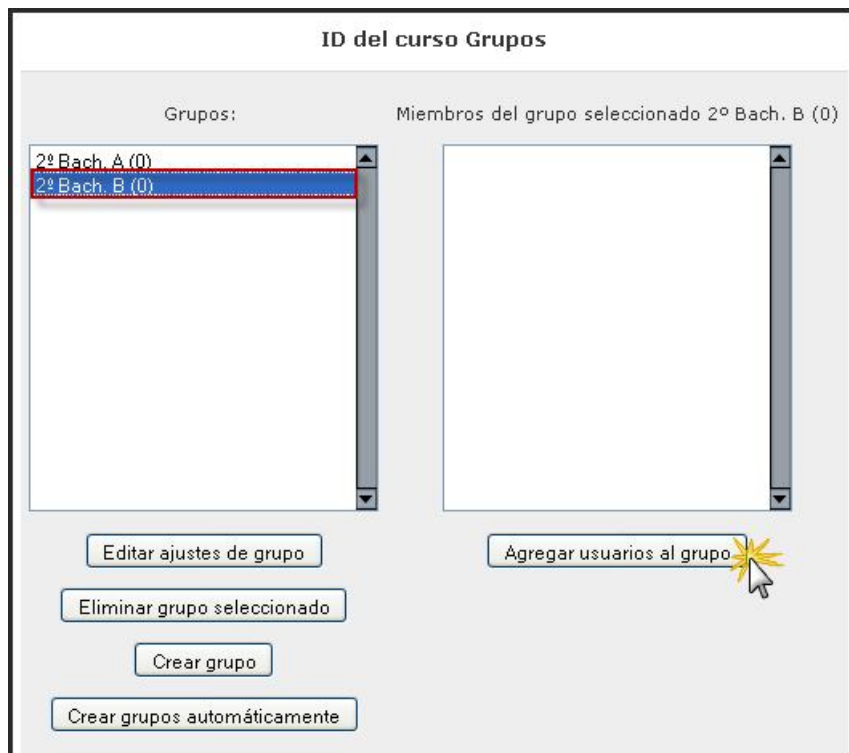 ID del curso Grupos
Grupos:
Miembros del grupo seleccionado 2º Bach. B (0)
2º Bach. A (0)
2º Bach. B (0)
Editar ajustes de grupo
Agregar usuarios al grupo
Eliminar grupo seleccionado
Crear grupo
Crear grupos automáticamente